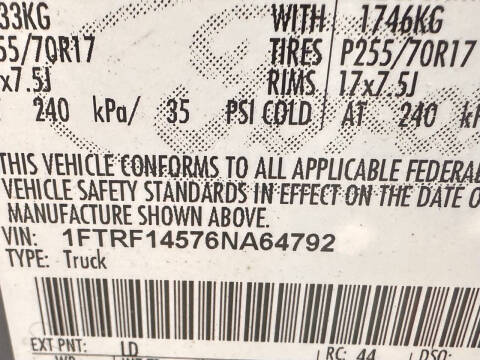 33KG WITH 1746KG
55/70R17 TIRES P255/70R17
x7.5J RIMS 17x7.5J
240 kPa/ 35 PSI COLD AT 240
THIS VEHICLE CONFORMS TO ALL APPLICABLE FEDERAL
VEHICLE SAFETY STANDARDS IN EFFECT ON THE DATE O
MANUFACTURE SHOWN ABOVE.
VIN: 1FTRF14576NA64792
TYPE: Truck
EXT PNT: LD
RC: 44 DSO: